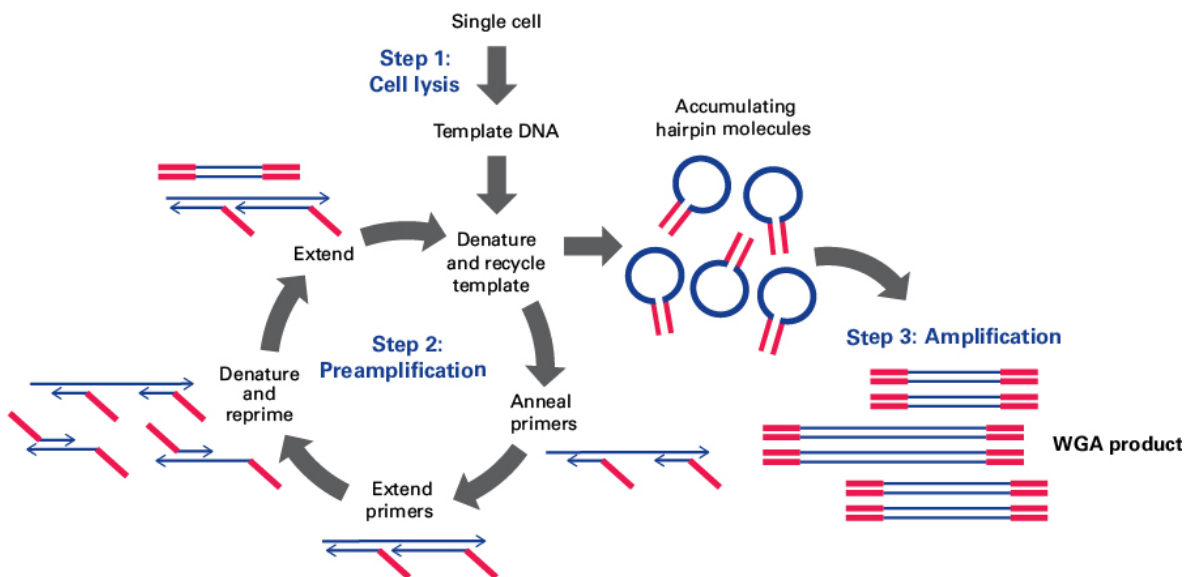 Single cell
Step 1:
Cell lysis
Template DNA
Accumulating
hairpin molecules
Denature
and recycle
template
Extend
Step 2:
Preamplification
Step 3: Amplification
Denature
and
reprime
Anneal
primers
Extend
primers
WGA product